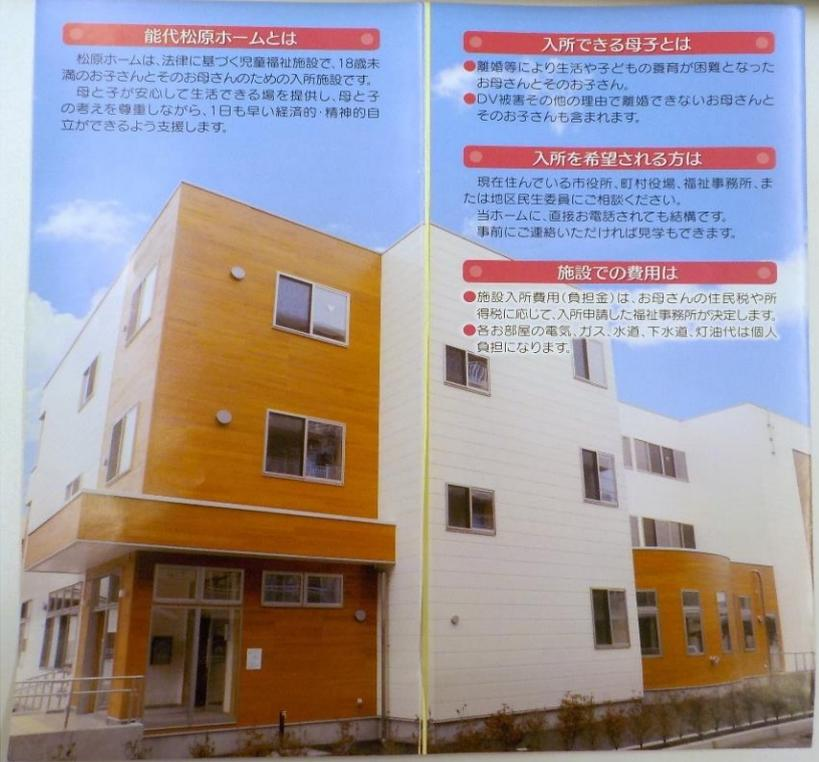 能代松原ホームとは
松原ホームは、法律に基づく児童福祉施設で、18歳未
満のお子さんとそのお母さんのための入所施設です。
母と子が安心して生活できる場を提供し、母と子
の考えを尊重しながら、1日も早い経済的・精神的自
立ができるよう支援します。
入所できる母子とは
●離婚等により生活や子どもの養育が困難となった
お母さんとそのお子さん。
●DV被害その他の理由で離婚できないお母さんと
そのお子さんも含まれます。
入所を希望される方は
現在住んでいる市役所、町村役場、福祉事務所、ま
たは地区民生委員にご相談ください。
当ホームに、直接お電話されても結構です。
事前にご連絡いただければ見学もできます。
施設での費用は
●施設入所費用(負担金)は、お母さんの住民税や所
得税に応じて、入所申請した福祉事務所が決定します。
●各お部屋の電気、ガス、水道、下水道、灯油代は個人
負担になります。